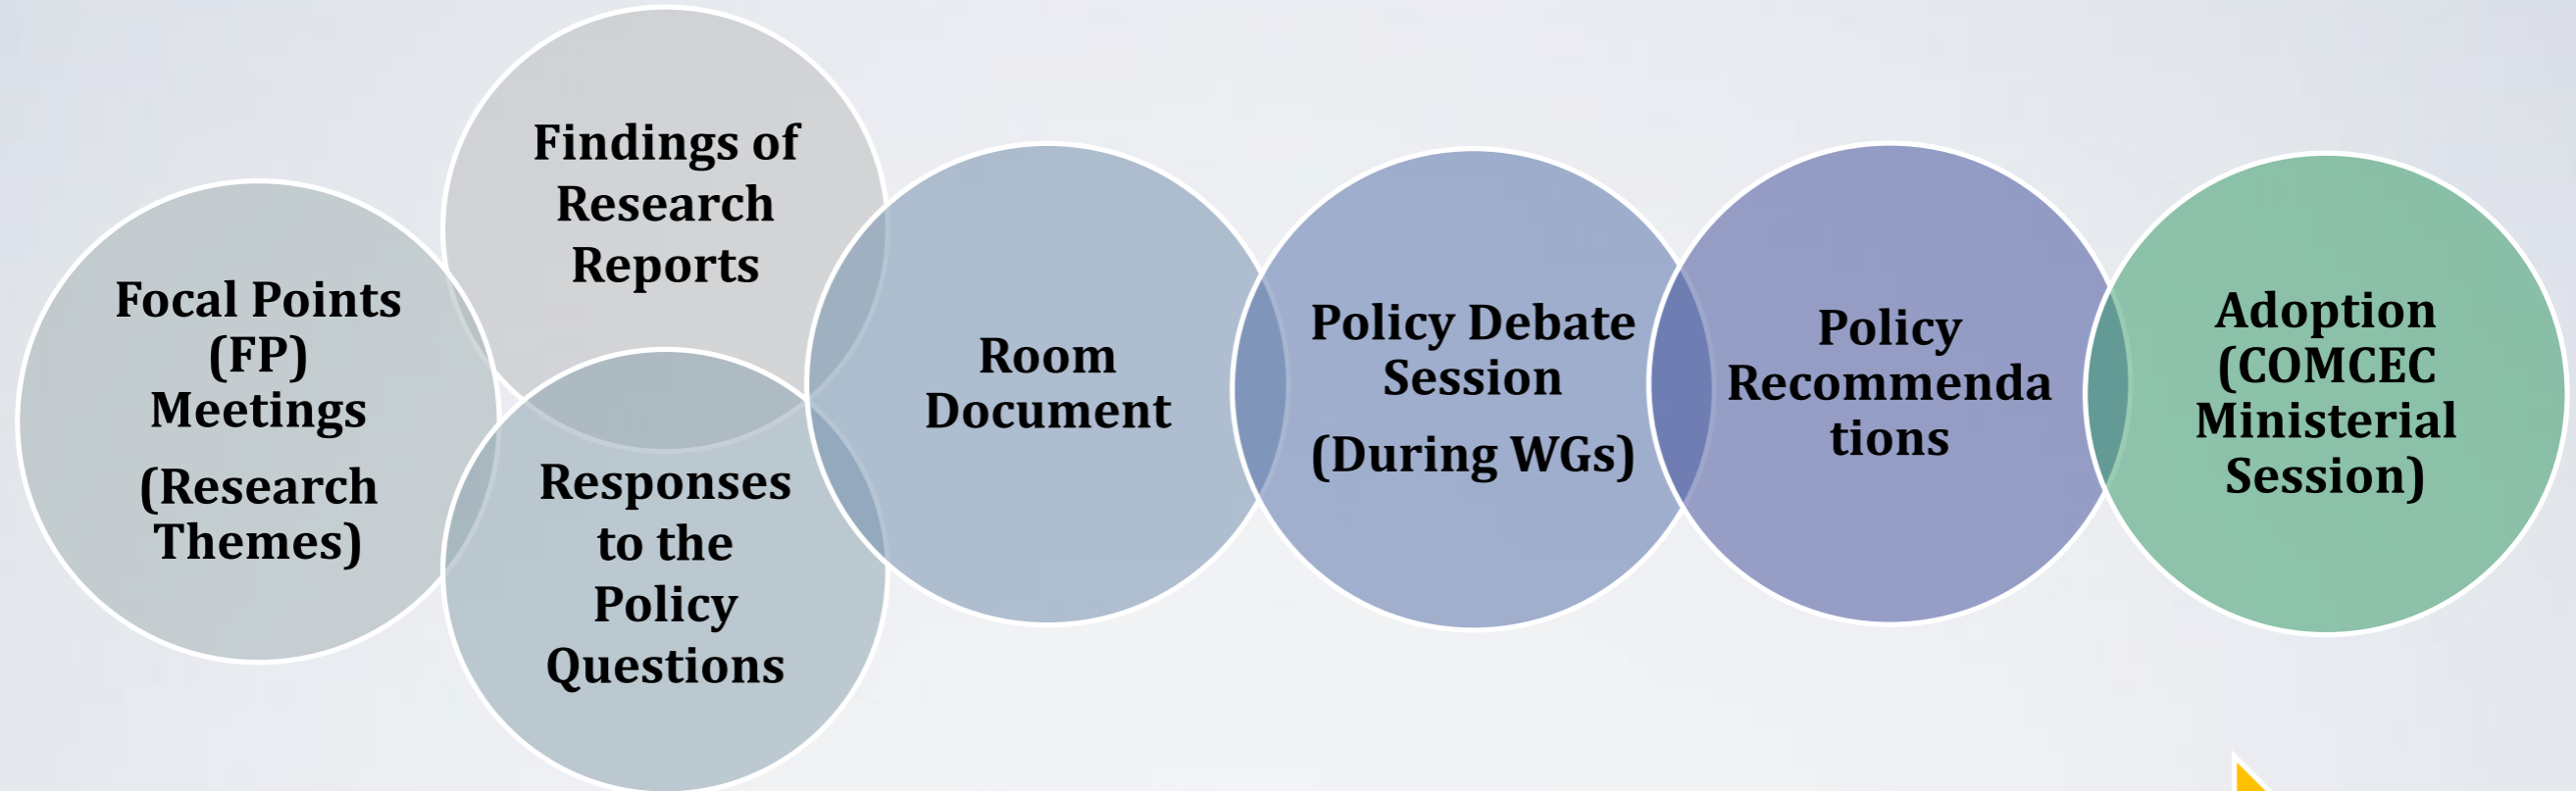 Focal Points
(FP)
Meetings
(Research
Themes)
Findings of
Research
Reports
Responses
to the
Policy
Questions
Room
Document
Policy Debate
Session
(During WGs)
Policy
Recommenda
tions
Adoption
(COMCEC
Ministerial
Session)